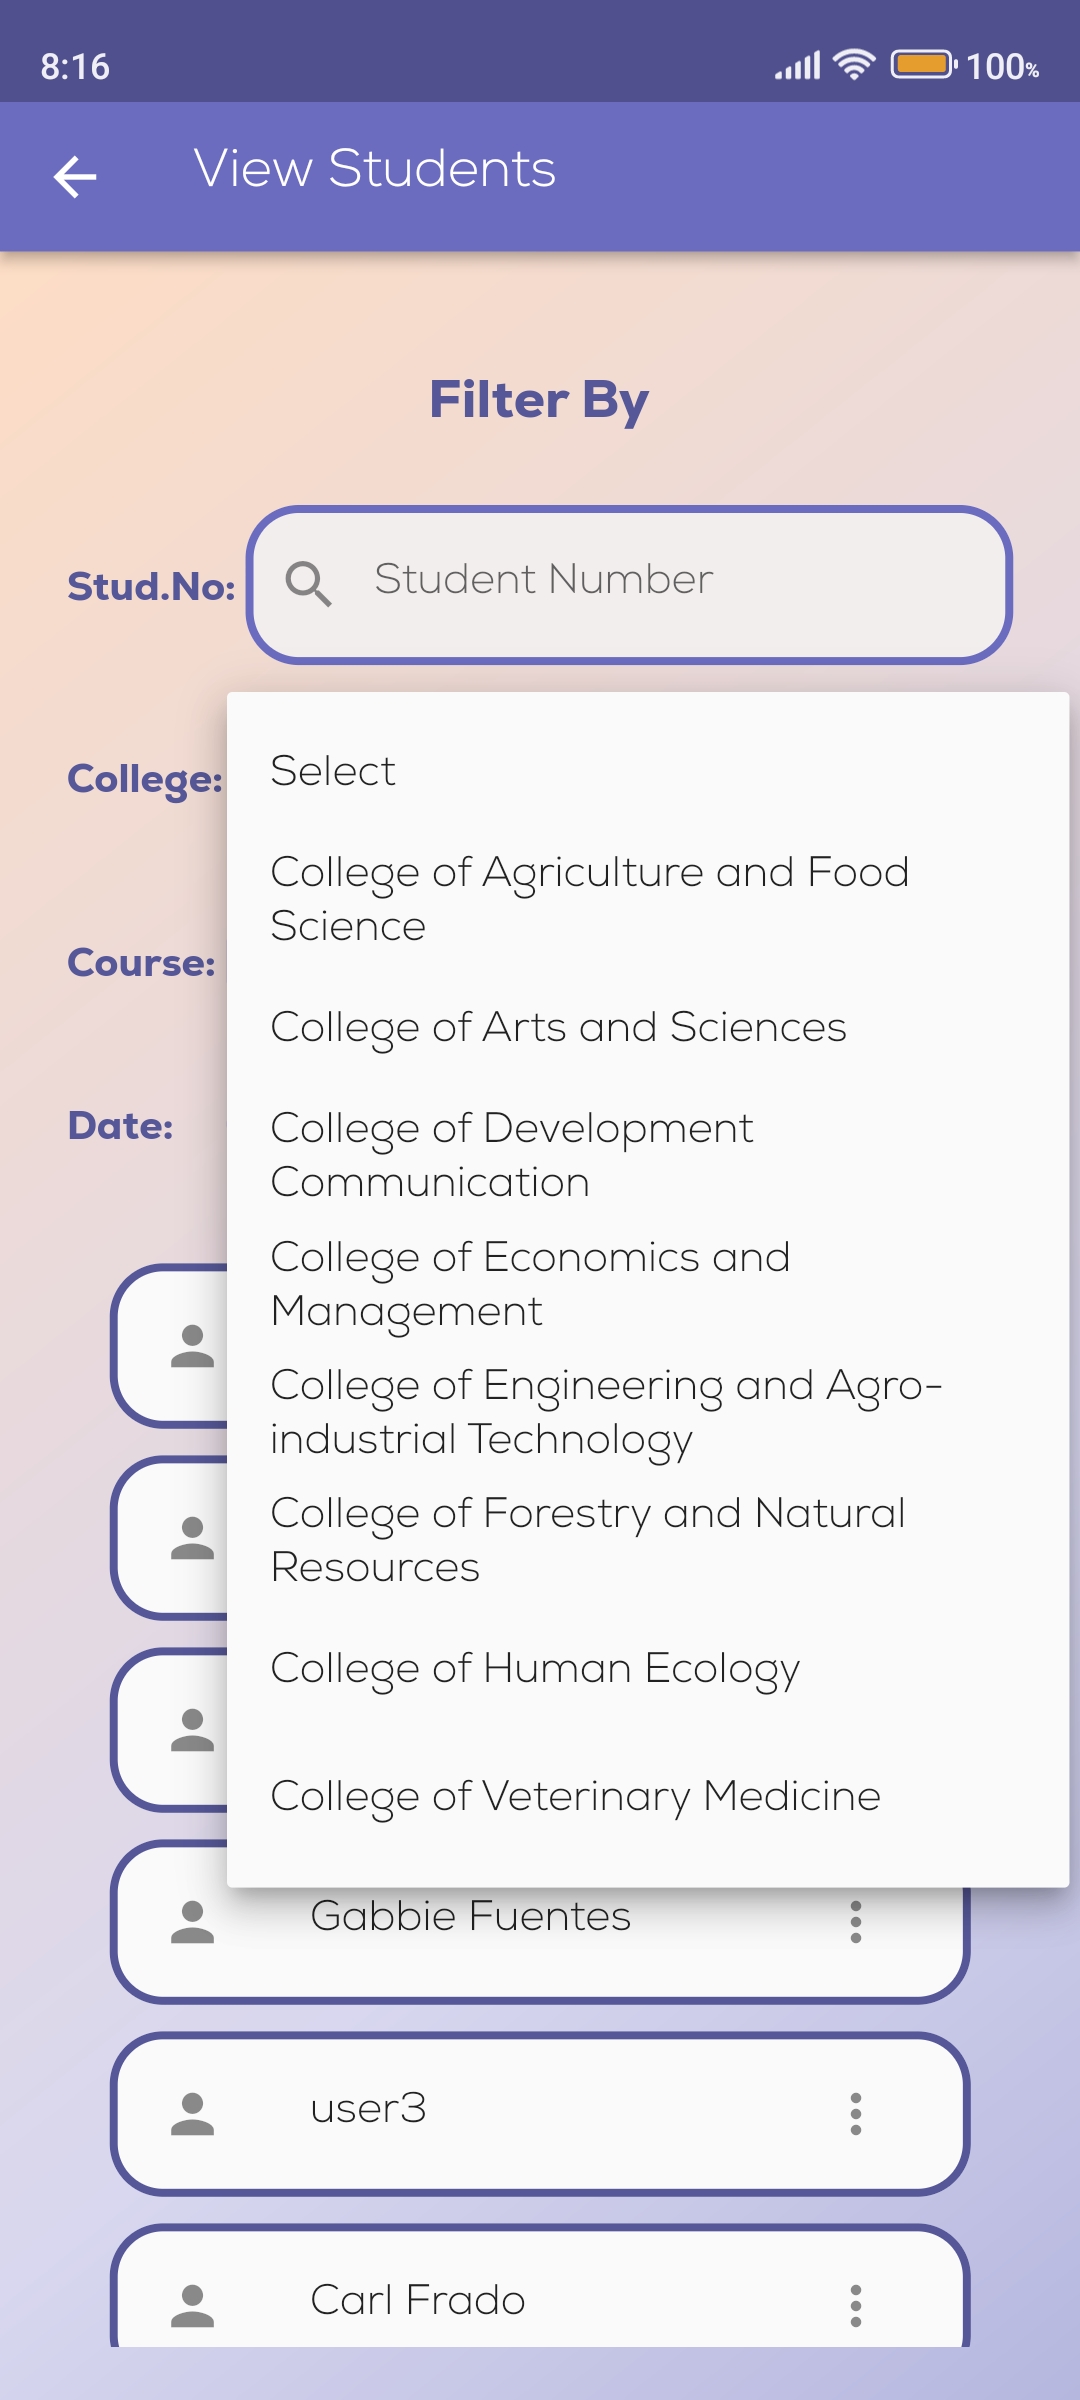 8:16
100%
View Students
Filter By
Stud.No:
Student Number
College:
Select
College of Agriculture and Food
Science
Course:
College of Arts and Sciences
Date:
College of Development
Communication
College of Economics and
Management
College of Engineering and Agro-
industrial Technology
College of Forestry and Natural
Resources
College of Human Ecology
College of Veterinary Medicine
Gabbie Fuentes
user3
Carl Frado